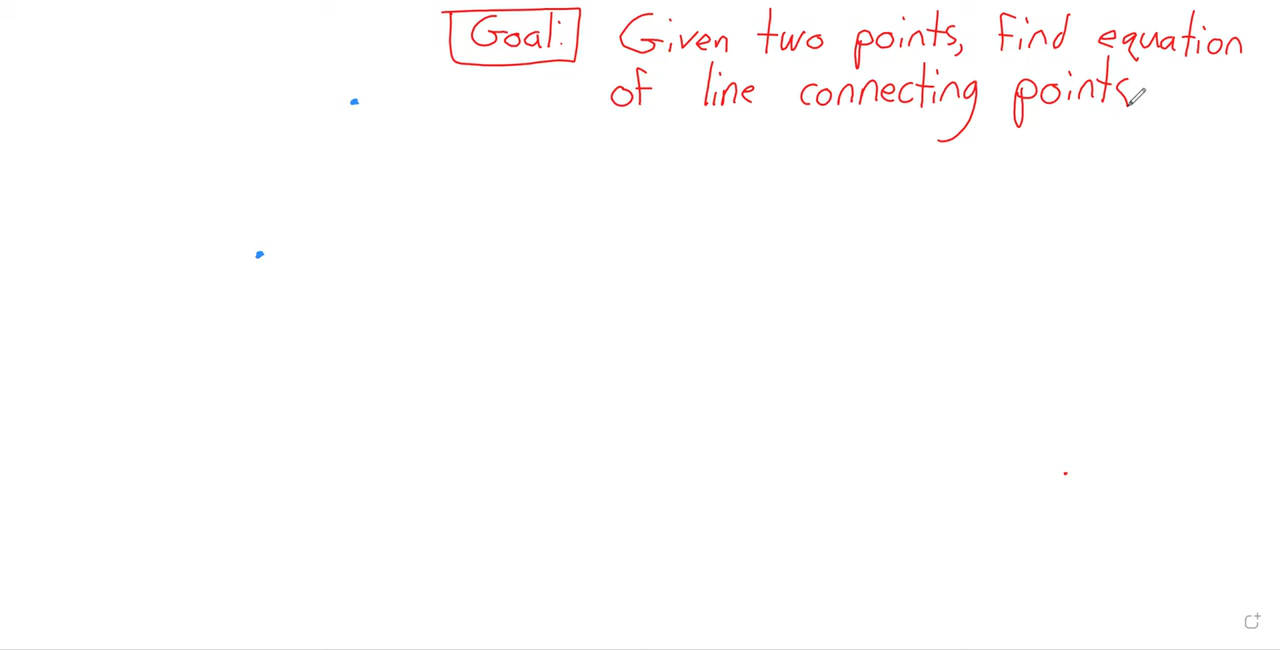 Goal: Given two points, Find equation
of line connecting points